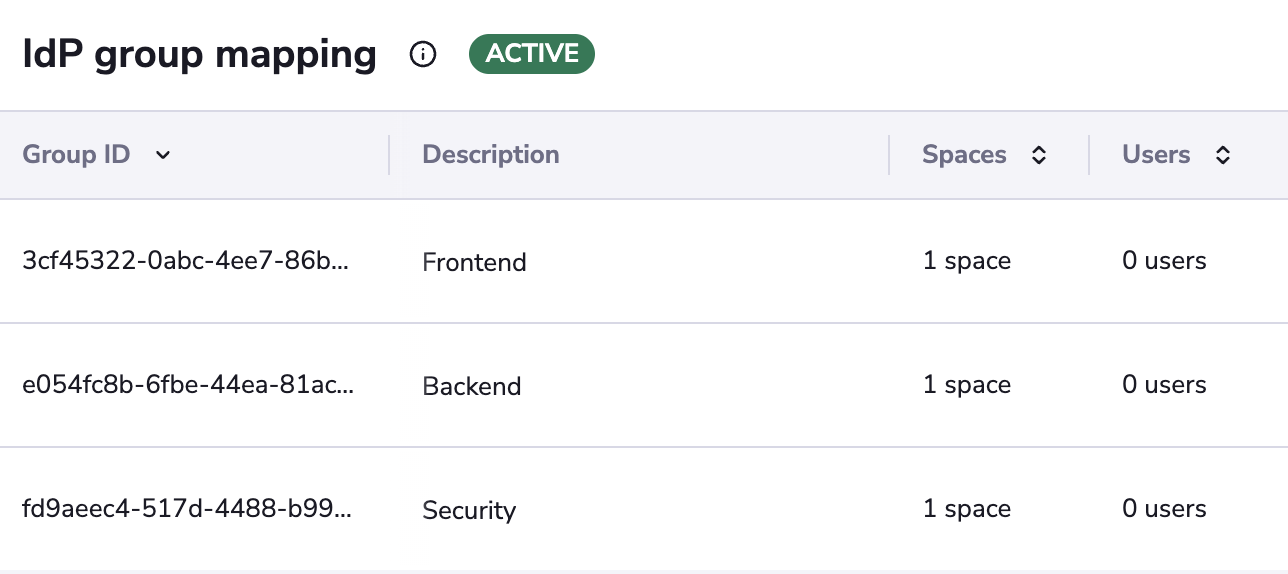 IdP group mapping ACTIVE
Group ID Description Spaces Users
3cf45322-0abc-4ee7-86b... Frontend 1 space 0 users
e054fc8b-6fbe-44ea-81ac... Backend 1 space 0 users
fd9aeec4-517d-4488-b99... Security 1 space 0 users